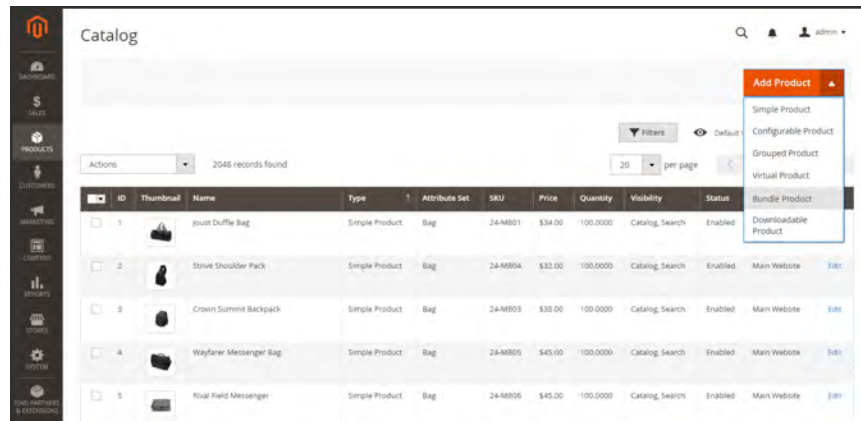 Catalog
admin
DASHBOARD
SALES
PRODUCTS
CUSTOMERS
MARKETING
CONTENT
REPORTS
STORES
SYSTEM
FIND PARTNERS
& EXTENSIONS
Add Product
Simple Product
Configurable Product
Grouped Product
Virtual Product
Bundle Product
Downloadable
Product
Filters Default
Actions 2048 records found 20 per page
ID Thumbnail Name Type Attribute Set SKU Price Quantity Visibility Status
1 Joust Duffle Bag Simple Product Bag 24-MB01 $34.00 100.0000 Catalog, Search Enabled
2 Strive Shoulder Pack Simple Product Bag 24-MB04 $32.00 100.0000 Catalog, Search Enabled Main Website Edit
3 Crown Summit Backpack Simple Product Bag 24-MB03 $38.00 100.0000 Catalog, Search Enabled Main Website Edit
4 Wayfarer Messenger Bag Simple Product Bag 24-MB05 $45.00 100.0000 Catalog, Search Enabled Main Website Edit
5 Rival Field Messenger Simple Product Bag 24-MB06 $45.00 100.0000 Catalog, Search Enabled Main Website Edit